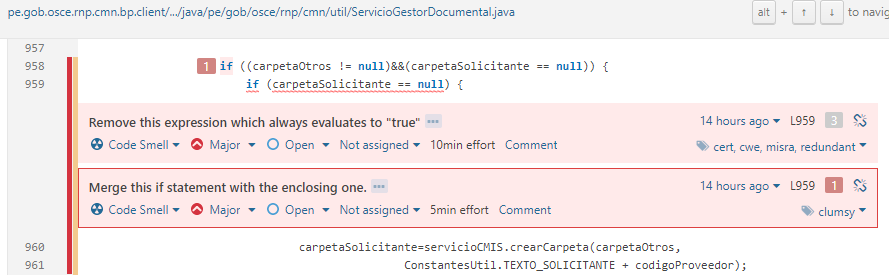 pe.gob.osce.rnp.cmn.bp.client/.../java/pe/gob/osce/rnp/cmn/util/ServicioGestorDocumental.java alt + ↑ ↓ to navig
957
958 1 if ((carpetaOtros != null)&&(carpetaSolicitante == null)) {
959 if (carpetaSolicitante == null) {
Remove this expression which always evaluates to "true" ... 14 hours ago L959 3
Code Smell Major Open Not assigned 10min effort Comment cert, cwe, misra, redundant
Merge this if statement with the enclosing one. ... 14 hours ago L959 1
Code Smell Major Open Not assigned 5min effort Comment clumsy
960 carpetaSolicitante=servicioCMIS.crearCarpeta(carpetaOtros,
961 ConstantesUtil.TEXTO_SOLICITANTE + codigoProveedor);